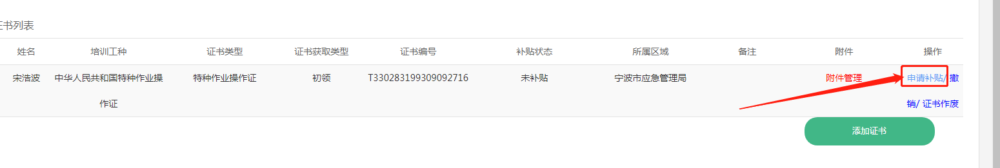 证书列表
姓名 培训工种 证书类型 证书获取类型 证书编号 补贴状态 所属区域 备注 附件 操作
宋浩波 中华人民共和国特种作业操 特种作业操作证 初领 T330283199309092716 未补贴 宁波市应急管理局 附件管理 申请补贴/ 撤
作证 销/ 证书作废
添加证书